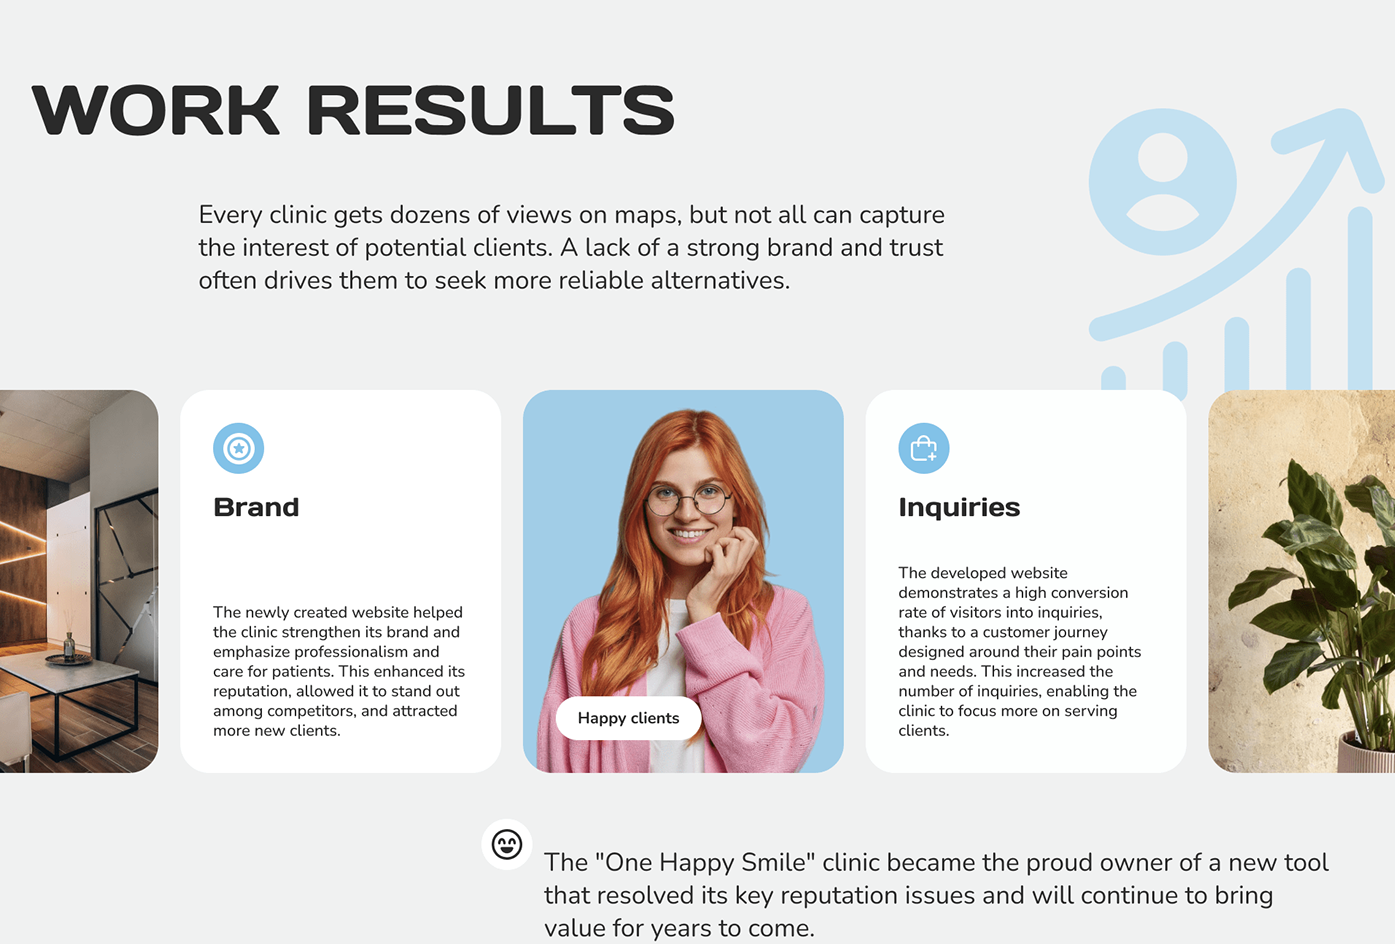 WORK RESULTS
Every clinic gets dozens of views on maps, but not all can capture
the interest of potential clients. A lack of a strong brand and trust
often drives them to seek more reliable alternatives.
Brand
The newly created website helped
the clinic strengthen its brand and
emphasize professionalism and
care for patients. This enhanced its
reputation, allowed it to stand out
among competitors, and attracted
more new clients.
Happy clients
Inquiries
The developed website
demonstrates a high conversion
rate of visitors into inquiries,
thanks to a customer journey
designed around their pain points
and needs. This increased the
number of inquiries, enabling the
clinic to focus more on serving
clients.
The "One Happy Smile" clinic became the proud owner of a new tool
that resolved its key reputation issues and will continue to bring
value for years to come.